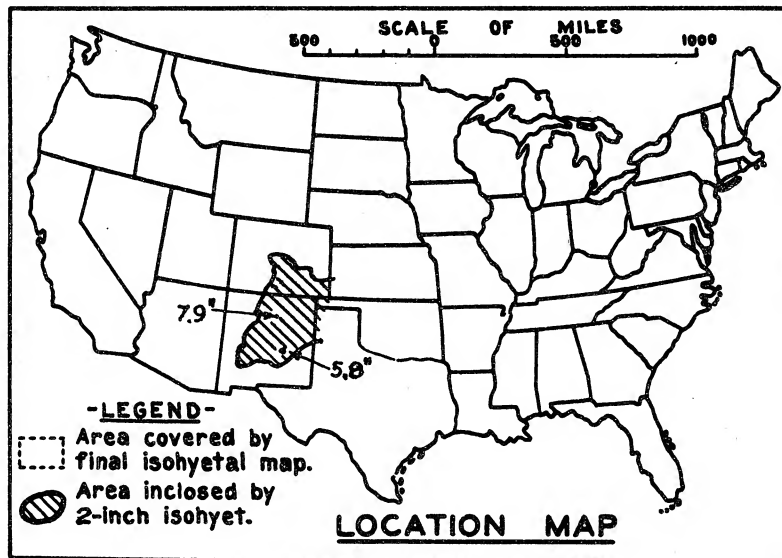 SCALE OF MILES
500 0 500 1000
7.9"
5.8"
-LEGEND-
Area covered by
final isohyetal map.
Area inclosed by
2-inch isohyet.
LOCATION MAP